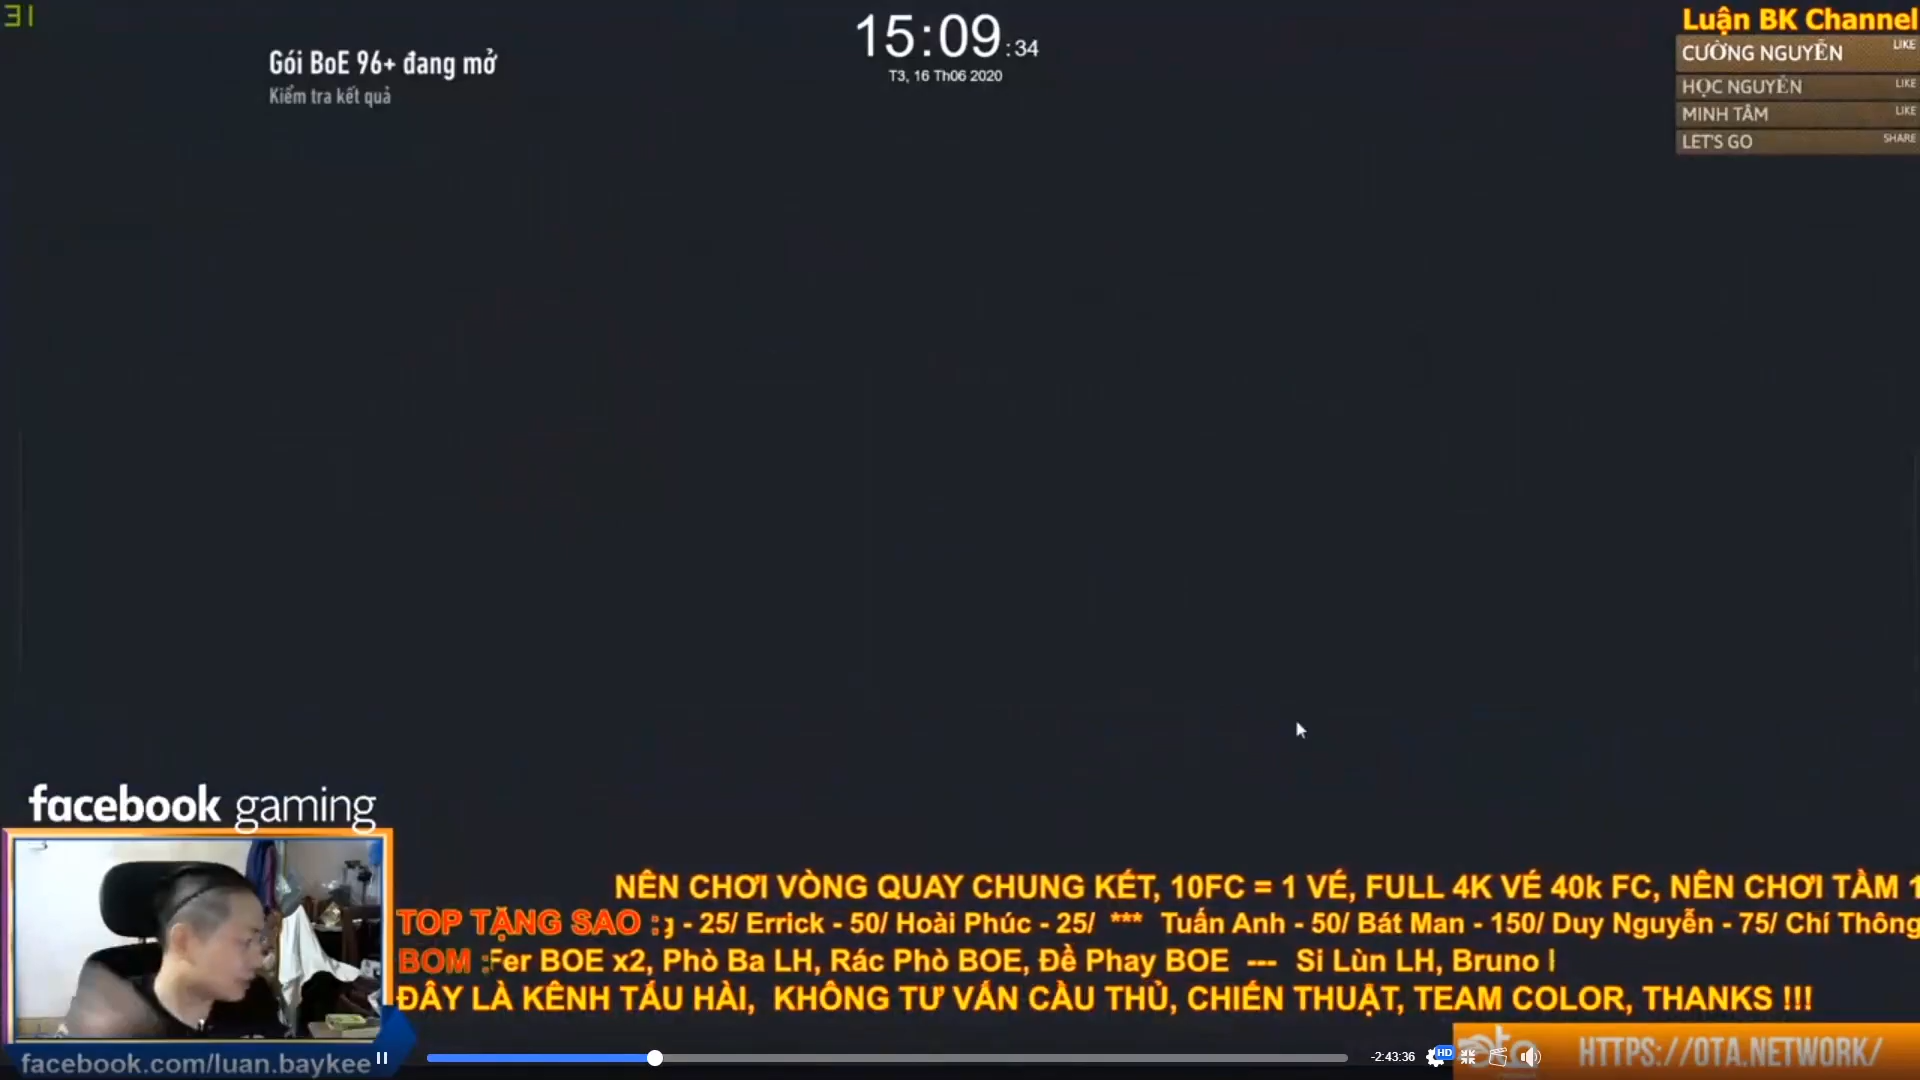 31
Gói BoE 96+ đang mở
Kiểm tra kết quả
15:09:34
T3, 16 Th06 2020
Luận BK Channel
CƯỜNG NGUYỄN LIKE
HỌC NGUYỄN LIKE
MINH TÂM LIKE
LET'S GO SHARE
facebook gaming
NÊN CHƠI VÒNG QUAY CHUNG KẾT, 10FC = 1 VÉ, FULL 4K VÉ 40k FC, NÊN CHƠI TẦM 1
TOP TẶNG SAO : g - 25/ Errick - 50/ Hoài Phúc - 25/ *** Tuấn Anh - 50/ Bát Man - 150/ Duy Nguyễn - 75/ Chí Thông
BOM : Fer BOE x2, Phò Ba LH, Rác Phò BOE, Đề Phay BOE --- Si Lùn LH, Bruno
ĐÂY LÀ KÊNH TẤU HÀI, KHÔNG TƯ VẤN CẦU THỦ, CHIẾN THUẬT, TEAM COLOR, THANKS !!!
facebook.com/luan.baykee
-2:43:36
HD
ota
HTTPS://OTA.NETWORK/